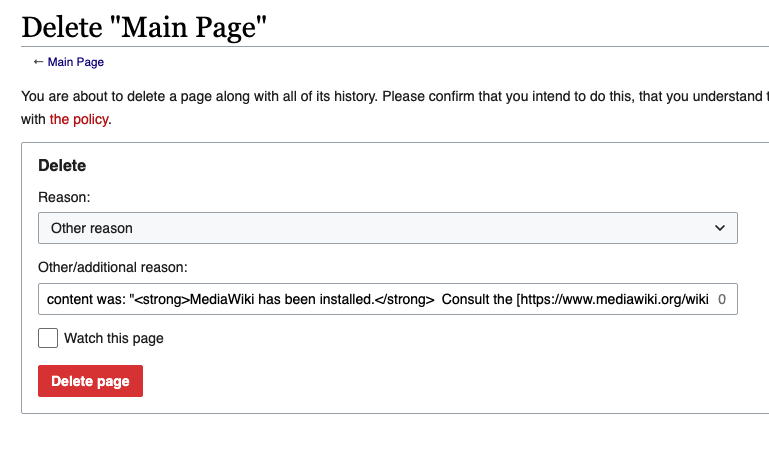 Delete "Main Page"
← Main Page
You are about to delete a page along with all of its history. Please confirm that you intend to do this, that you understand
with the policy.
Delete
Reason:
Other reason
Other/additional reason:
content was: "<strong>MediaWiki has been installed.</strong>  Consult the [https://www.mediawiki.org/wiki 0
Watch this page
Delete page